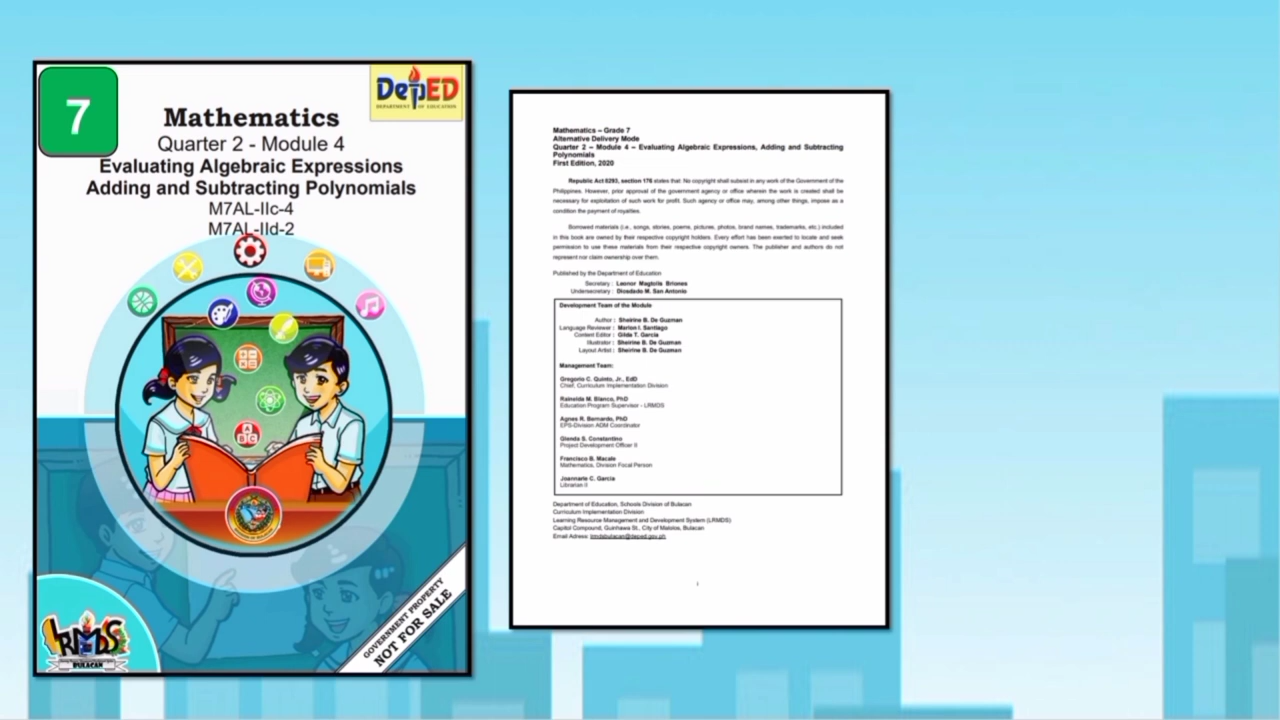 7
DepED
DEPARTMENT OF EDUCATION
Mathematics
Quarter 2 - Module 4
Evaluating Algebraic Expressions
Adding and Subtracting Polynomials
M7AL-IIc-4
M7AL-IId-2
A
B C
GOVERNMENT PROPERTY
NOT FOR SALE
LRMDS
BULACAN
Mathematics – Grade 7
Alternative Delivery Mode
Quarter 2 – Module 4 – Evaluating Algebraic Expressions, Adding and Subtracting
Polynomials
First Edition, 2020
Republic Act 8293, section 176 states that: No copyright shall subsist in any work of the Government of the
Philippines. However, prior approval of the government agency or office wherein the work is created shall be
necessary for exploitation of such work for profit. Such agency or office may, among other things, impose as a
condition the payment of royalties.
Borrowed materials (i.e., songs, stories, poems, pictures, photos, brand names, trademarks, etc.) included
in this book are owned by their respective copyright holders. Every effort has been exerted to locate and seek
permission to use these materials from their respective copyright owners. The publisher and authors do not
represent nor claim ownership over them.
Published by the Department of Education
Secretary : Leonor Magtolis Briones
Undersecretary : Diosdado M. San Antonio
Development Team of the Module
Author : Sheirine B. De Guzman
Language Reviewer : Marlon I. Santiago
Content Editor : Gilda T. Garcia
Illustrator : Sheirine B. De Guzman
Layout Artist : Sheirine B. De Guzman
Management Team:
Gregorio C. Quinto, Jr., EdD
Chief, Curriculum Implementation Division
Rainelda M. Blanco, PhD
Education Program Supervisor - LRMDS
Agnes R. Bernardo, PhD
EPS-Division ADM Coordinator
Glenda S. Constantino
Project Development Officer II
Francisco B. Macale
Mathematics, Division Focal Person
Joannarie C. Garcia
Librarian II
Department of Education, Schools Division of Bulacan
Curriculum Implementation Division
Learning Resource Management and Development System (LRMDS)
Capitol Compound, Guinhawa St., City of Malolos, Bulacan
Email Adress: lrmdsbulacan@deped.gov.ph